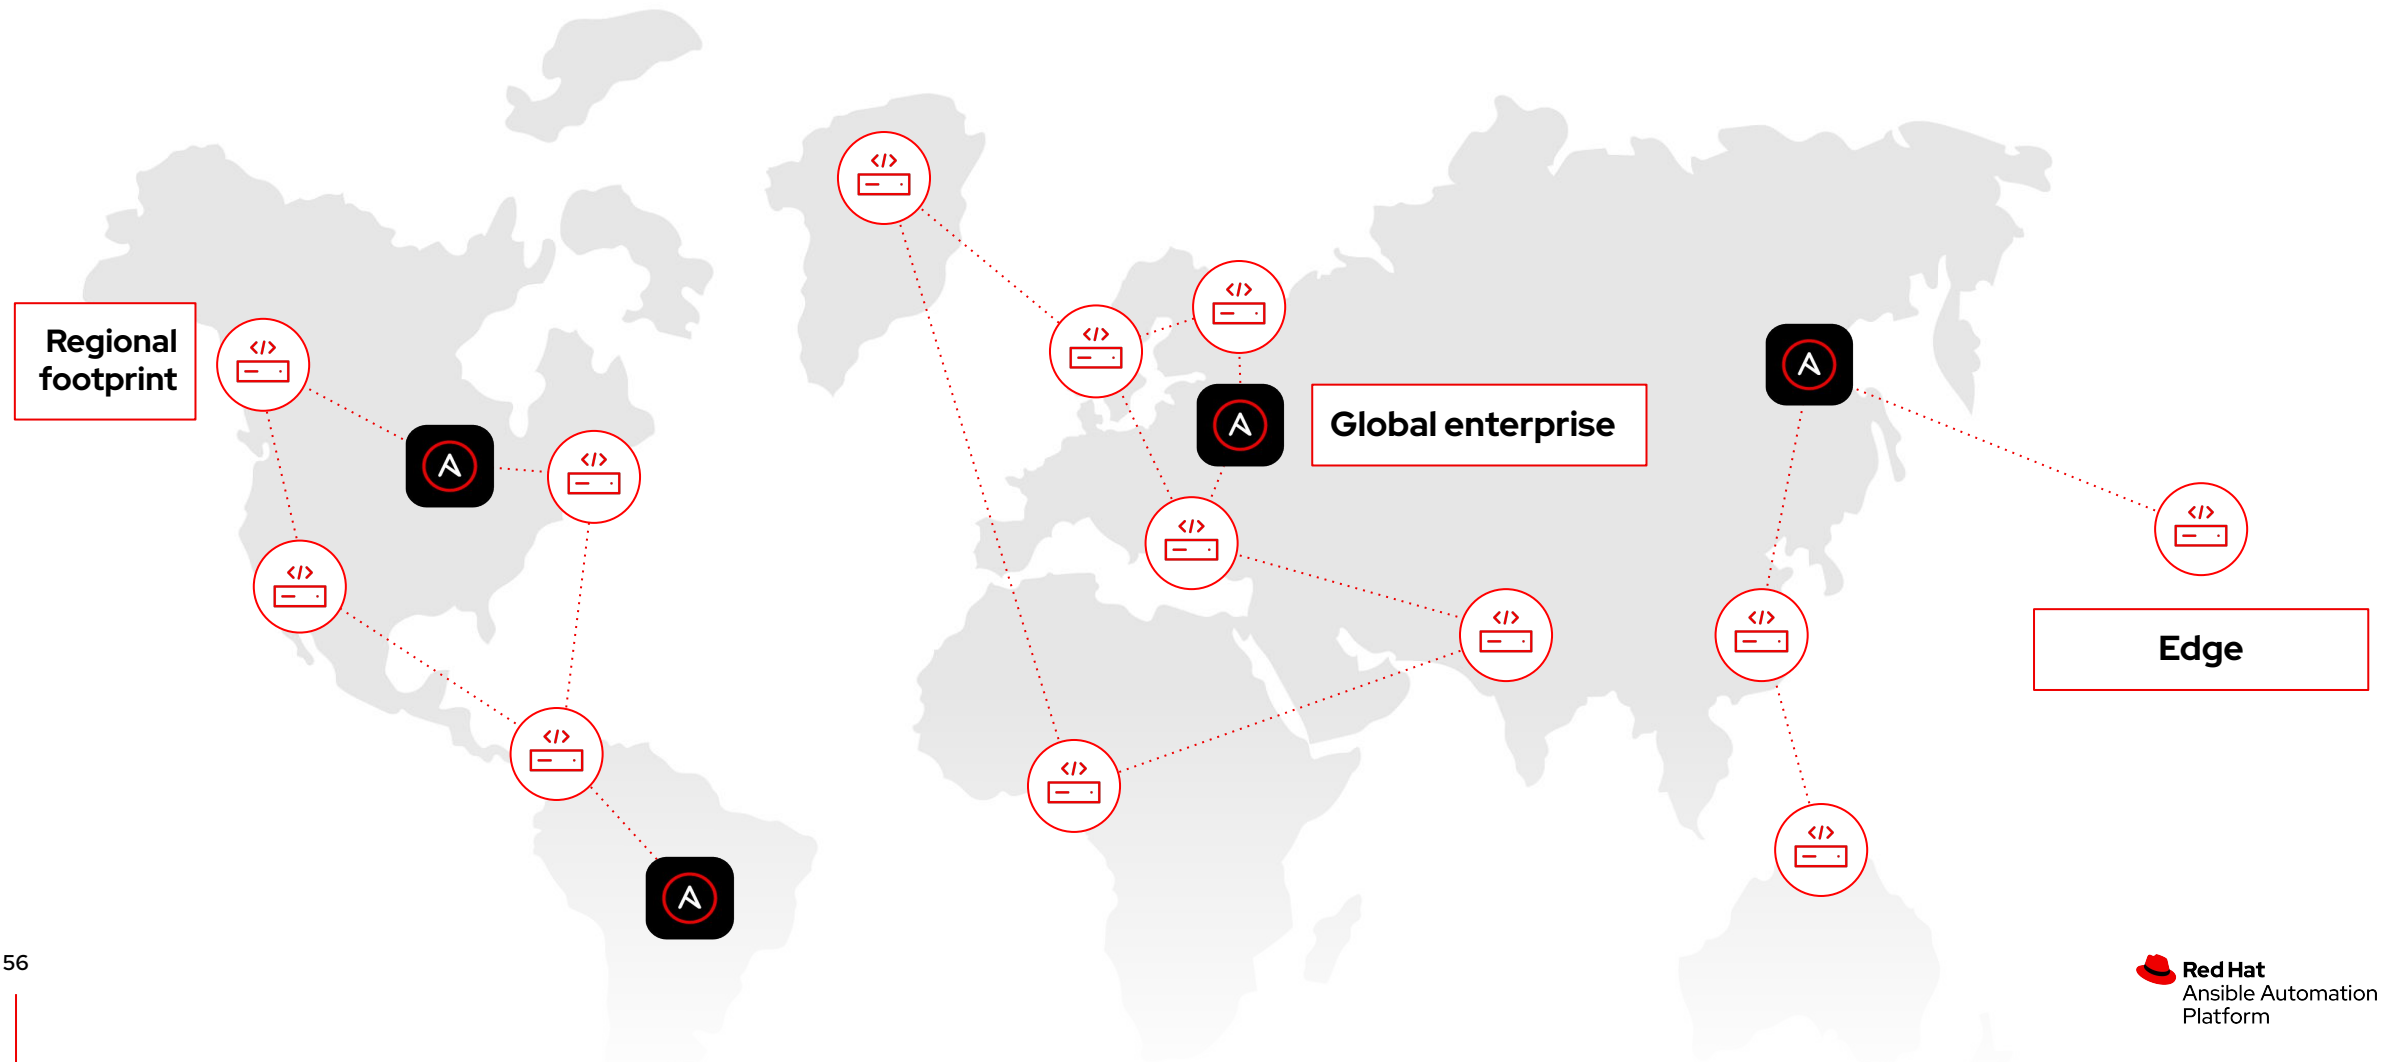 Regional
footprint
Global enterprise
Edge
56
Red Hat
Ansible Automation
Platform